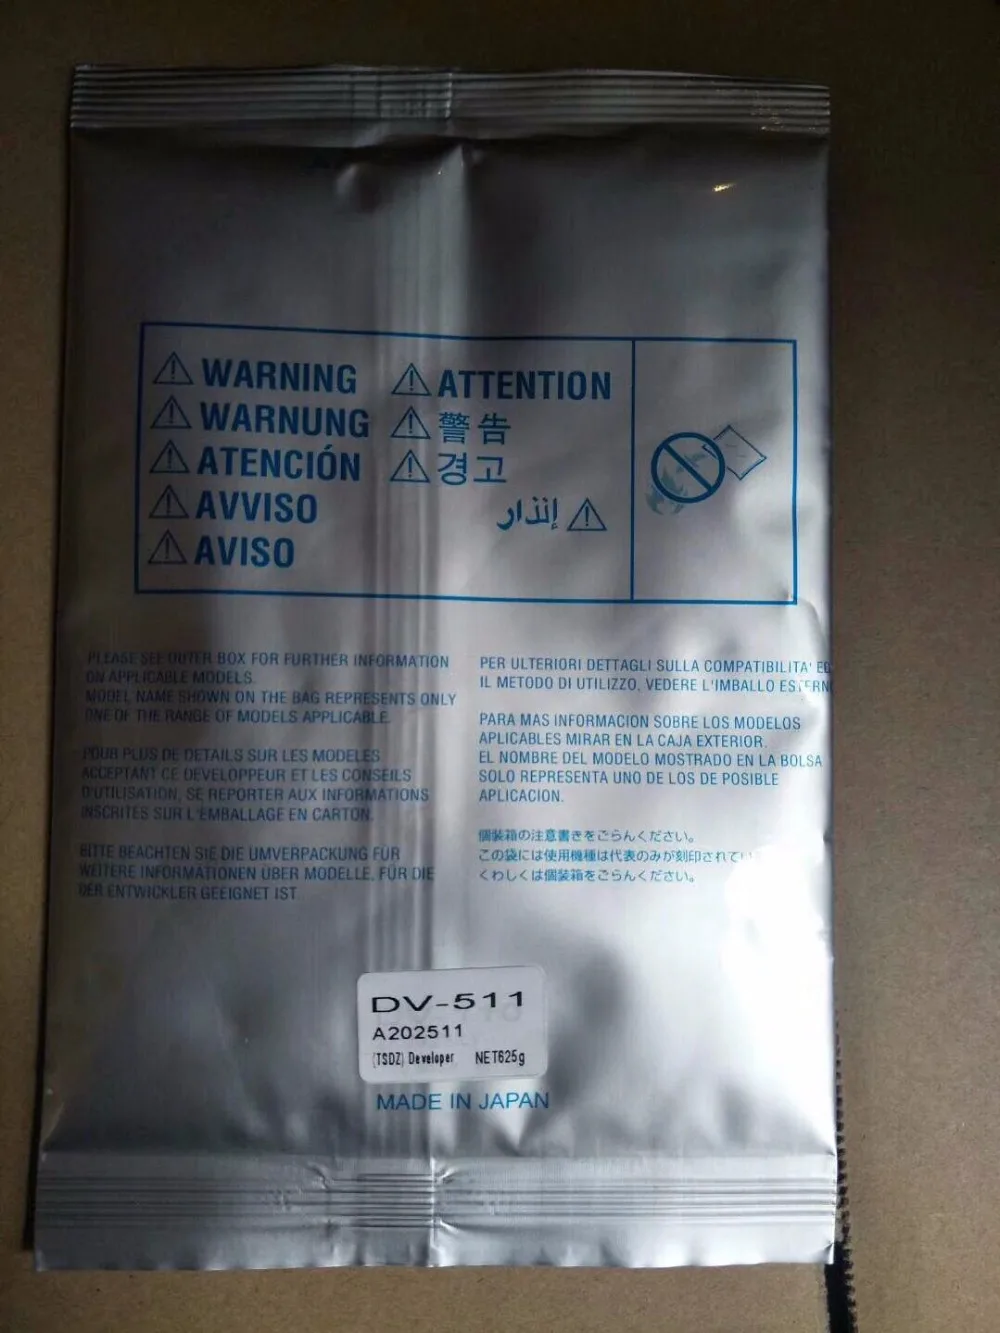 WARNING
WARNUNG
ATENCIÓN
AVVISO
AVISO
ATTENTION
警告
경고
إنذار
PLEASE SEE OUTER BOX FOR FURTHER INFORMATION
ON APPLICABLE MODELS.
MODEL NAME SHOWN ON THE BAG REPRESENTS ONLY
ONE OF THE RANGE OF MODELS APPLICABLE.
POUR PLUS DE DETAILS SUR LES MODELES
ACCEPTANT CE DEVELOPPEUR ET LES CONSEILS
D'UTILISATION, SE REPORTER AUX INFORMATIONS
INSCRITES SUR L'EMBALLAGE EN CARTON.
BITTE BEACHTEN SIE DIE UMVERPACKUNG FÜR
WEITERE INFORMATIONEN ÜBER MODELLE, FÜR DIE
DER ENTWICKLER GEEIGNET IST
PER ULTERIORI DETTAGLI SULLA COMPATIBILITA' ED
IL METODO DI UTILIZZO, VEDERE L'IMBALLO ESTERNO
PARA MAS INFORMACION SOBRE LOS MODELOS
APLICABLES MIRAR EN LA CAJA EXTERIOR.
EL NOMBRE DEL MODELO MOSTRADO EN LA BOLSA
SOLO REPRESENTA UNO DE LOS DE POSIBLE
APLICACION.
個装箱の注意書きをごらんください。
この袋には使用機種は代表のみが刻印されてい
くわしくは個装箱をごらんください。
DV-511
A202511
(TSDZ) Developer NET625g
MADE IN JAPAN